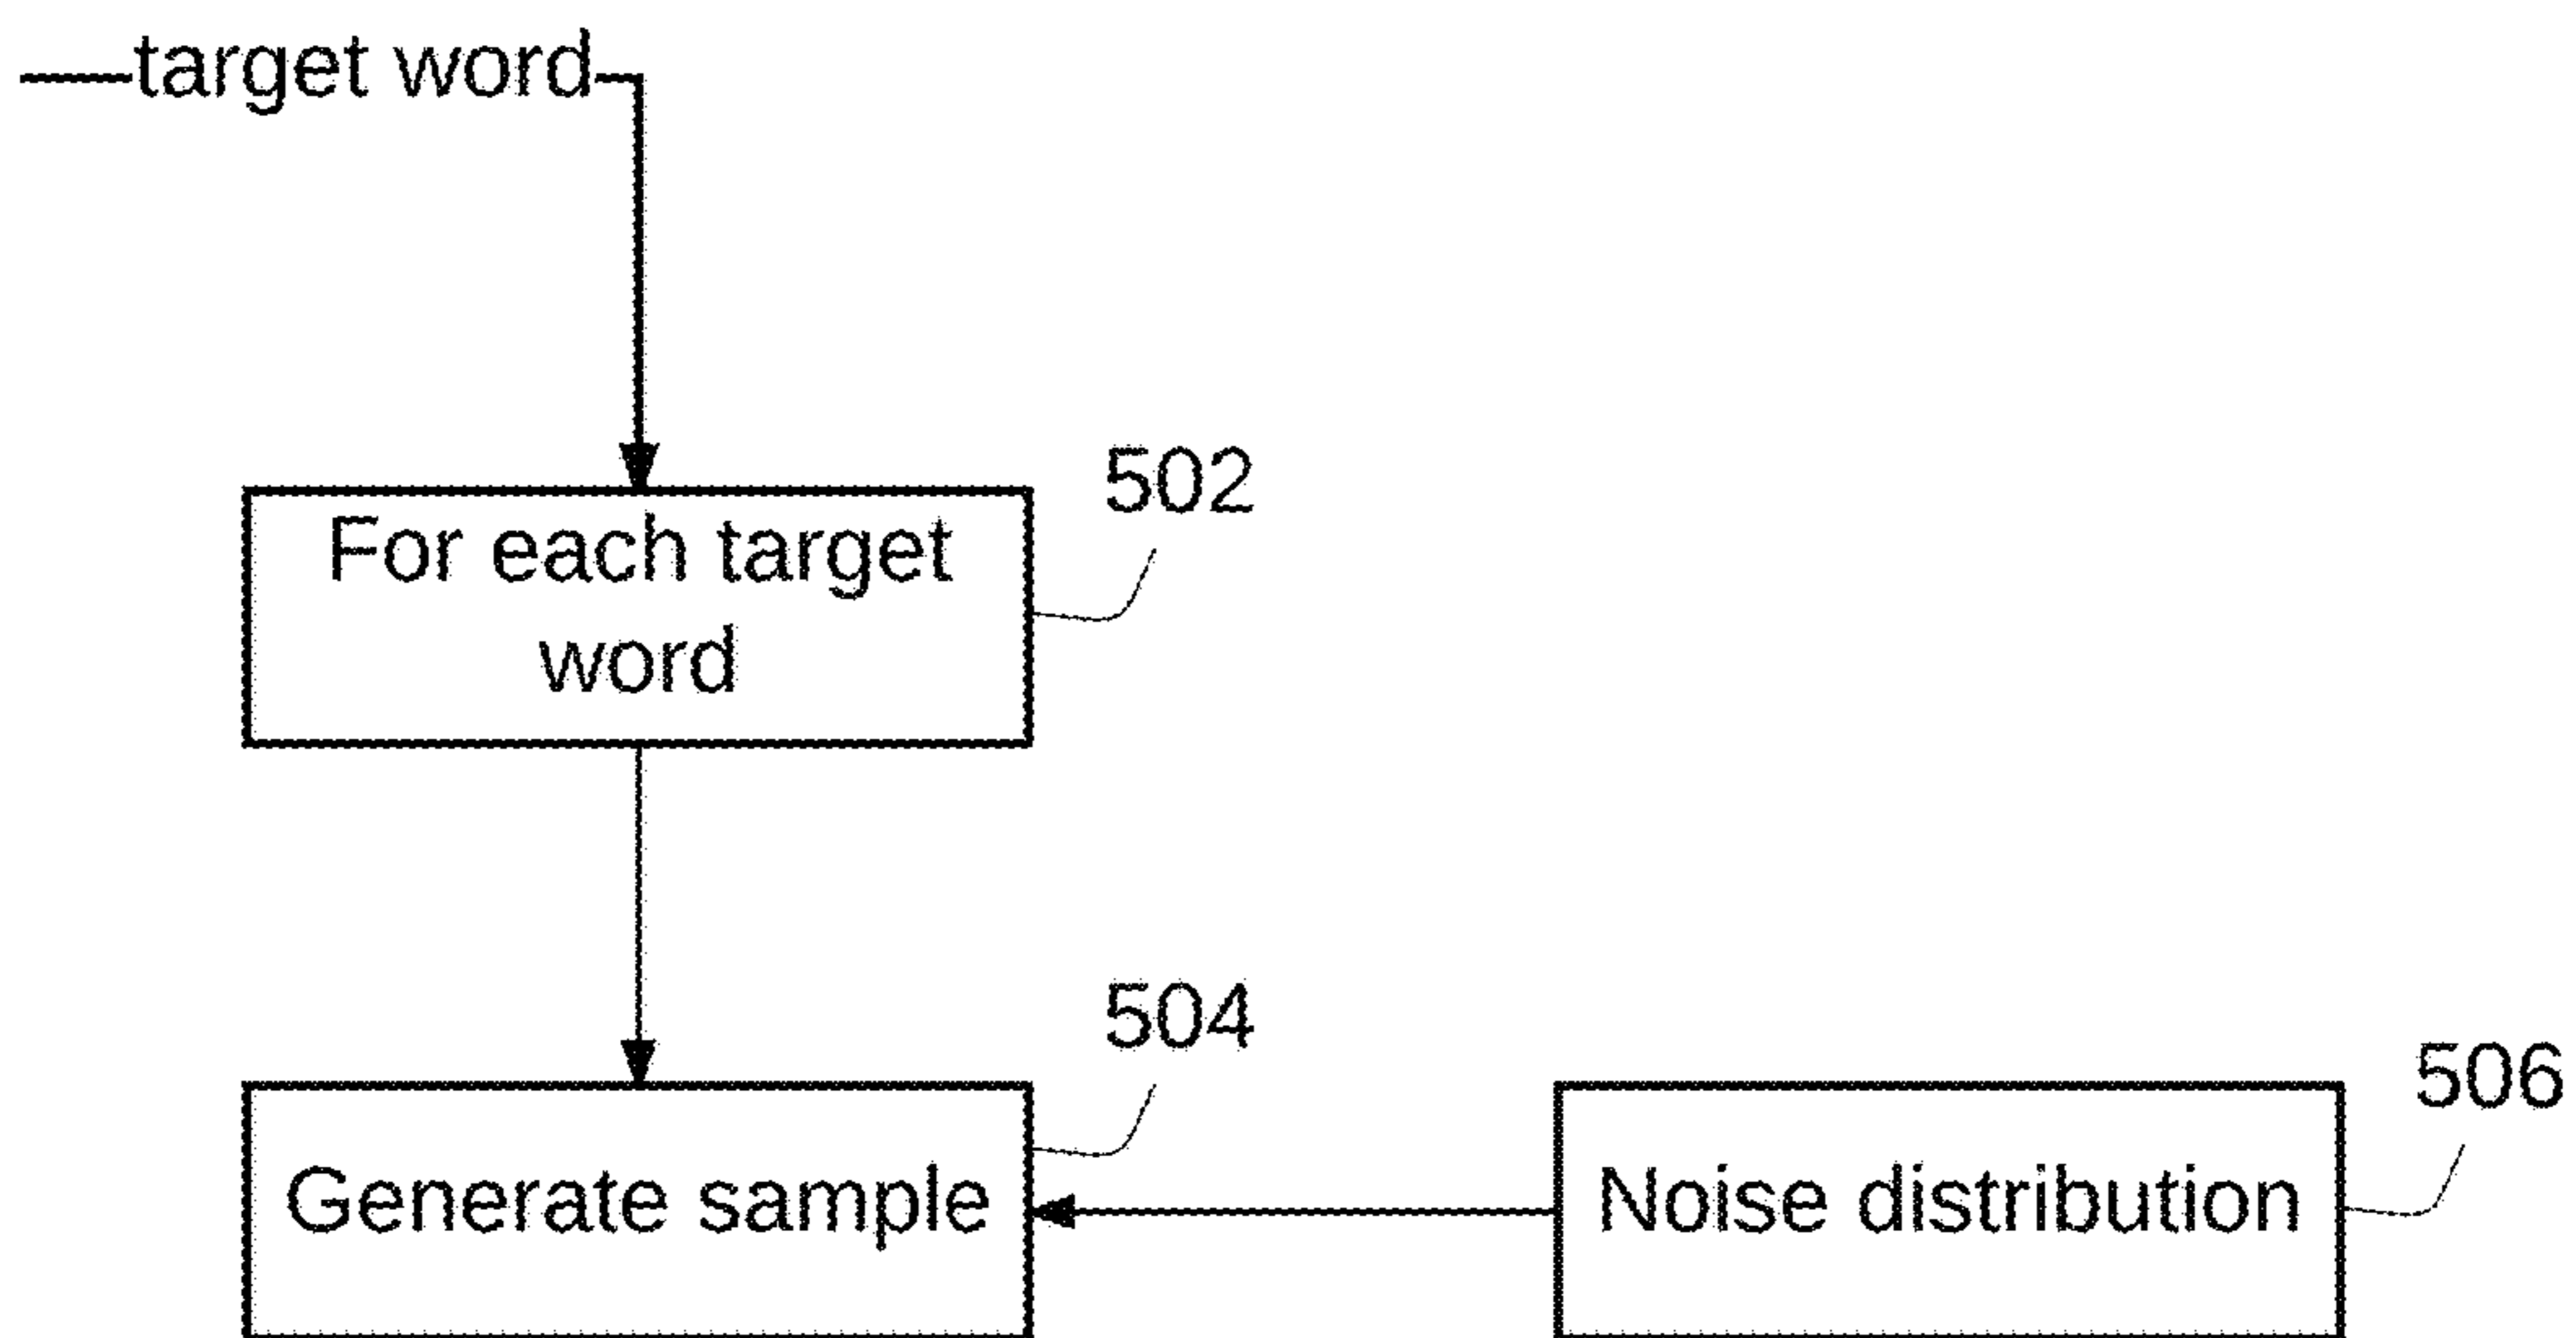 target word
502
For each target
word
504
506
Generate sample
Noise distribution